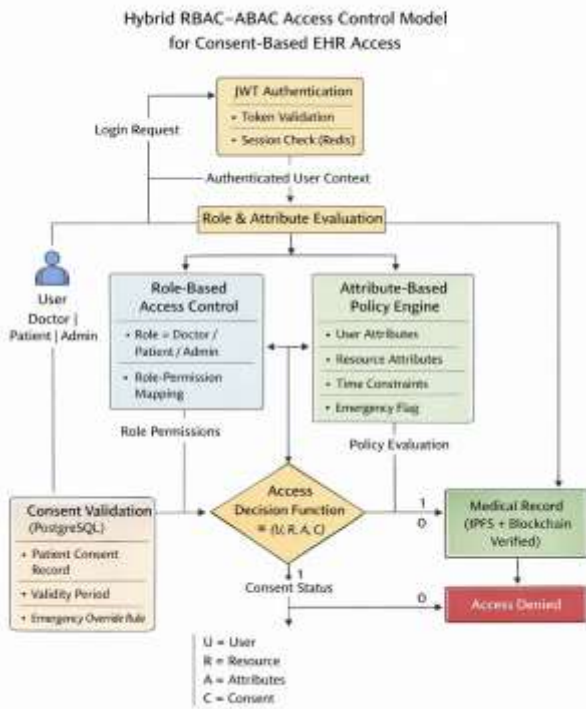 Hybrid RBAC–ABAC Access Control Model
for Consent-Based EHR Access
JWT Authentication
• Token Validation
• Session Check (Redis)
Login Request
Authenticated User Context
Role & Attribute Evaluation
User
Doctor |
Patient | Admin
Role-Based
Access Control
• Role = Doctor /
Patient / Admin
• Role-Permission
Mapping
Attribute-Based
Policy Engine
• User Attributes
• Resource Attributes
• Time Constraints
• Emergency Flag
Role Permissions
Policy Evaluation
Consent Validation
(PostgreSQL)
• Patient Consent
Record
• Validity Period
• Emergency Override Rule
Access
Decision Function
= (U, R, A, C)
1
0
Medical Record
(IPFS + Blockchain
Verified)
1
Consent Status
0
Access Denied
U = User
R = Resource
A = Attributes
C = Consent